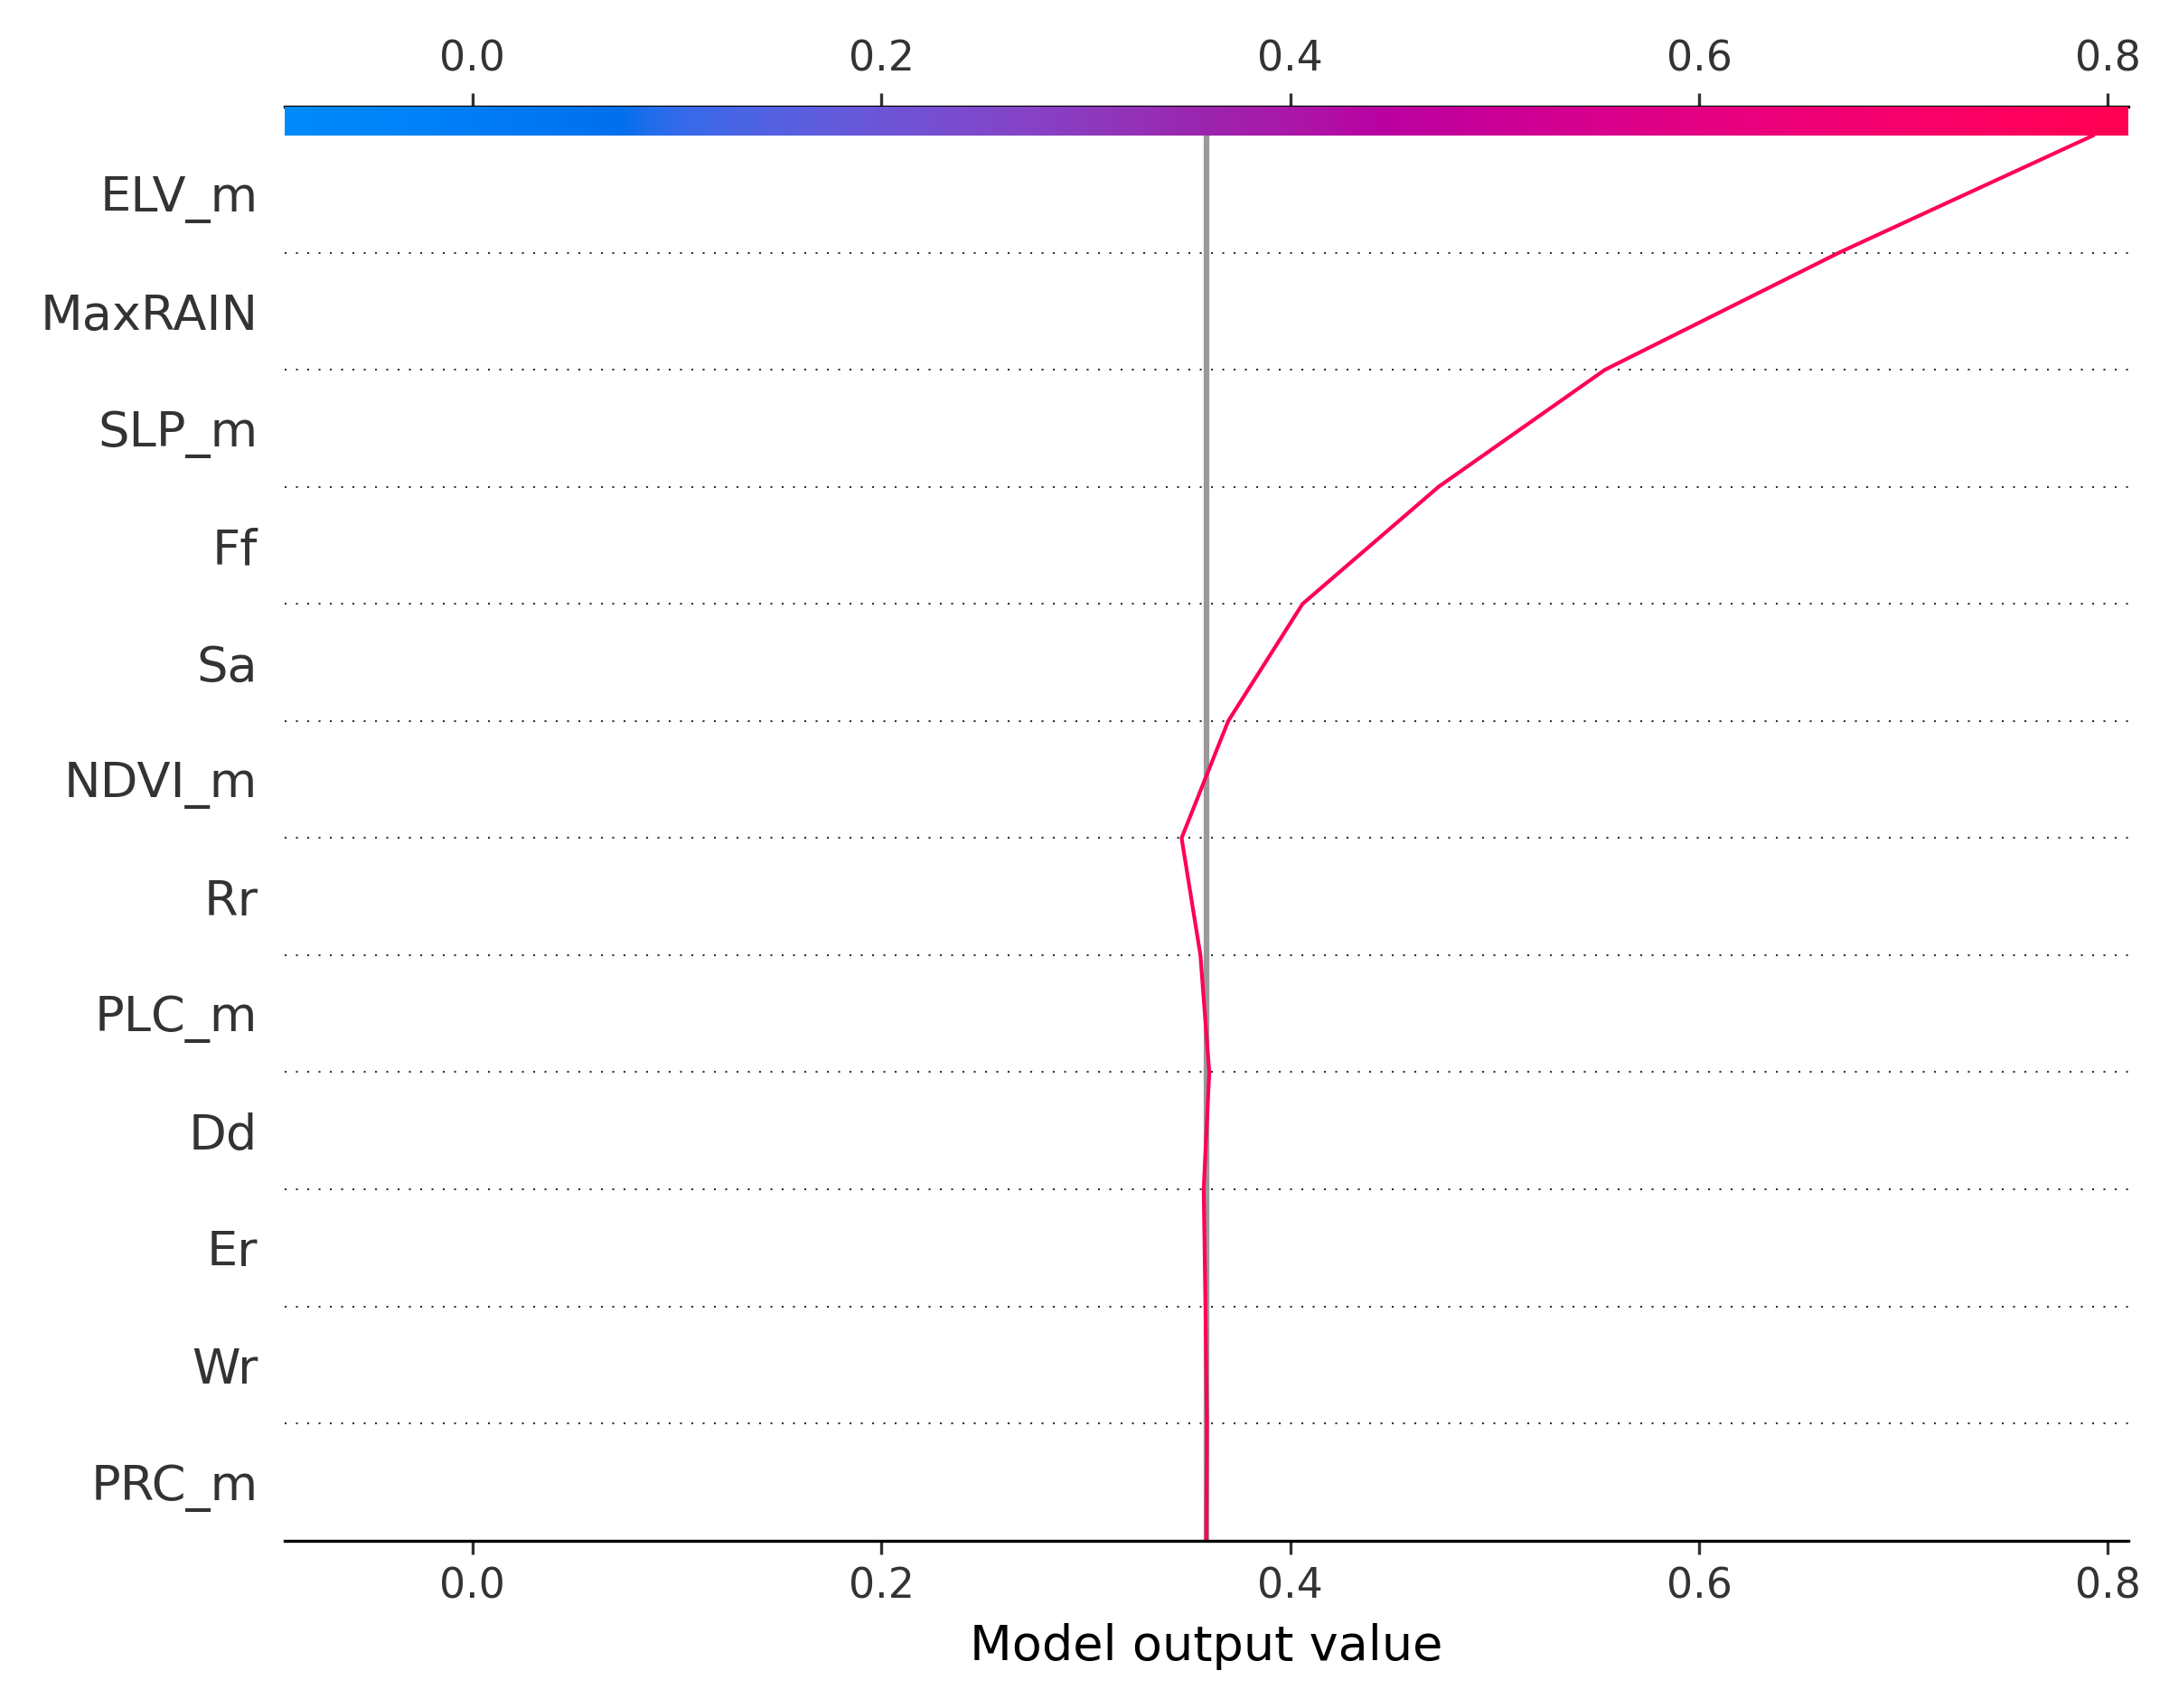 0.0 0.2 0.4 0.6 0.8
ELV_m
MaxRAIN
SLP_m
Ff
Sa
NDVI_m
Rr
PLC_m
Dd
Er
Wr
PRC_m
0.0 0.2 0.4 0.6 0.8
Model output value